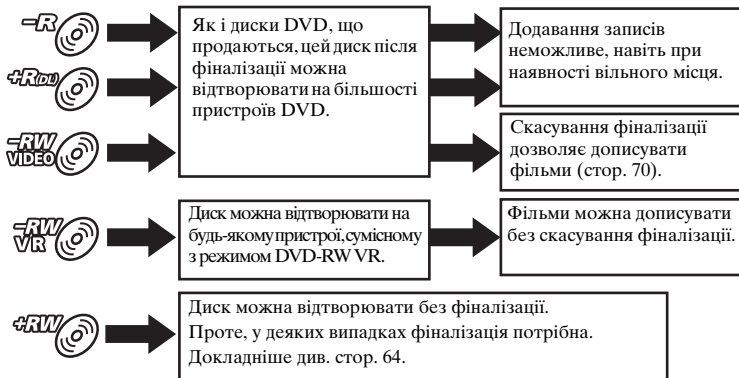 -R
Як і диски DVD, що
продаються, цей диск після
фіналізації можна
відтворювати на більшості
пристроїв DVD.
Додавання записів
неможливе, навіть при
наявності вільного місця.
+R(DL)
-RW
VIDEO
Скасування фіналізації
дозволяє дописувати
фільми (стор. 70).
-RW
VR
Диск можна відтворювати на
будь-якому пристрої, сумісному
з режимом DVD-RW VR.
Фільми можна дописувати
без скасування фіналізації.
+RW
Диск можна відтворювати без фіналізації.
Проте, у деяких випадках фіналізація потрібна.
Докладніше див. стор. 64.